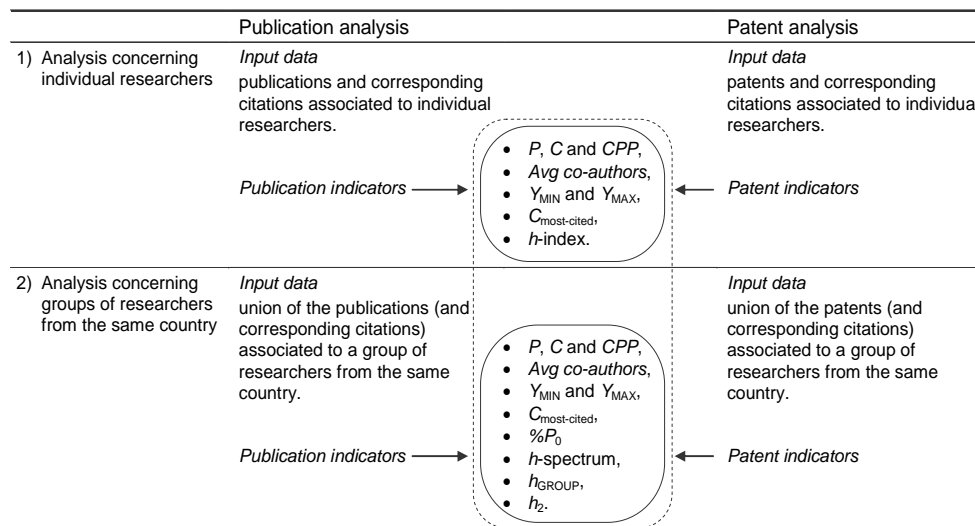 Publication analysis
Patent analysis
1) Analysis concerning
individual researchers
Input data
publications and corresponding
citations associated to individual
researchers.
Publication indicators
• P, C and CPP,
• Avg co-authors,
• YMIN and YMAX,
• Cmost-cited,
• h-index.
Input data
patents and corresponding
citations associated to individua
researchers.
Patent indicators
2) Analysis concerning
groups of researchers
from the same country
Input data
union of the publications (and
corresponding citations)
associated to a group of
researchers from the same
country.
Publication indicators
• P, C and CPP,
• Avg co-authors,
• YMIN and YMAX,
• Cmost-cited,
• %P0
• h-spectrum,
• hGROUP,
• h2.
Input data
union of the patents (and
corresponding citations)
associated to a group of
researchers from the same
country.
Patent indicators